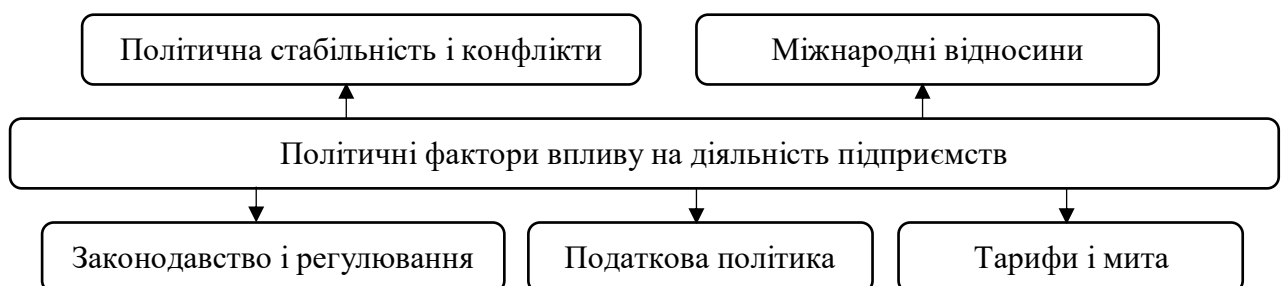 Політична стабільність і конфлікти
Міжнародні відносини
Політичні фактори впливу на діяльність підприємств
Законодавство і регулювання
Податкова політика
Тарифи і мита